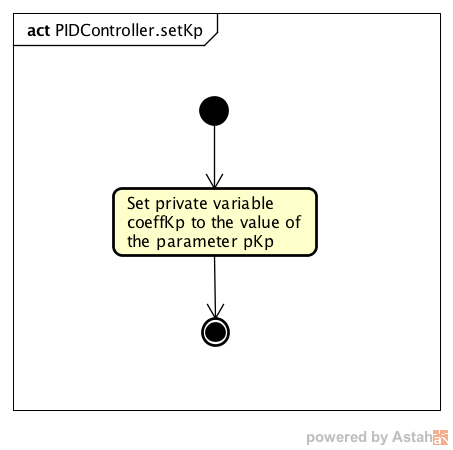 act PIDController.setKp
Set private variable
coeffKp to the value of
the parameter pKp
powered by Astah